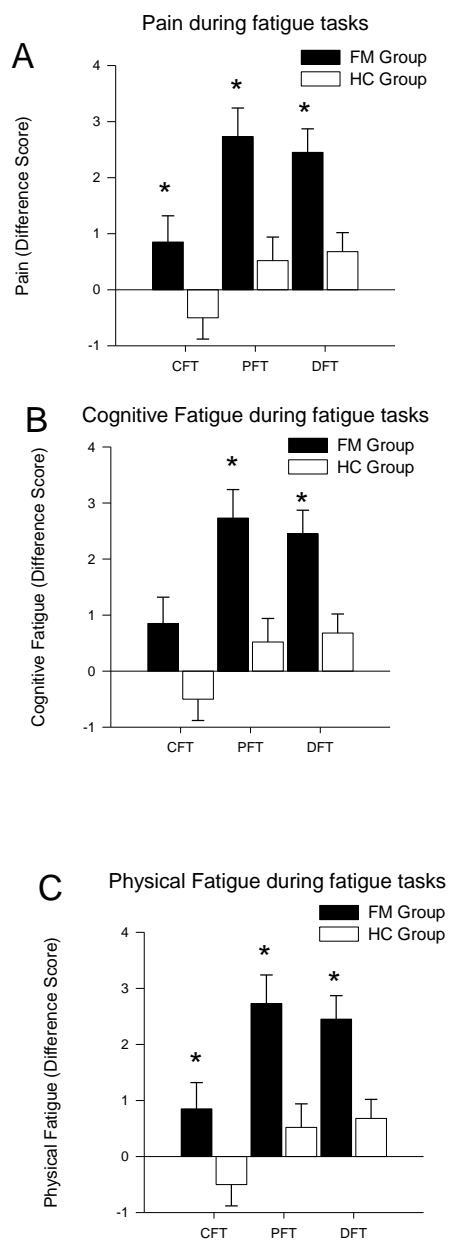 A
Pain during fatigue tasks
FM Group
HC Group
*
*
*
Pain (Difference Score)
4
3
2
1
0
-1
CFT PFT DFT
B
Cognitive Fatigue during fatigue tasks
FM Group
HC Group
*
*
Cognitive Fatigue (Difference Score)
4
3
2
1
0
-1
CFT PFT DFT
C
Physical Fatigue during fatigue tasks
FM Group
HC Group
*
*
*
Physical Fatigue (Difference Score)
4
3
2
1
0
-1
CFT PFT DFT